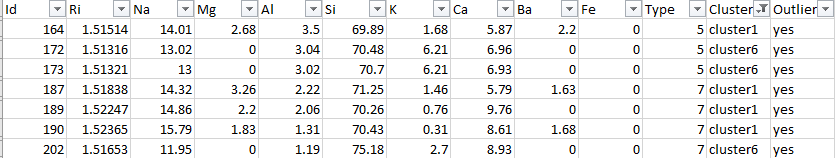 Id Ri Na Mg Al Si K Ca Ba Fe Type Cluster Outlier
164 1.51514 14.01 2.68 3.5 69.89 1.68 5.87 2.2 0 5 cluster1 yes
172 1.51316 13.02 0 3.04 70.48 6.21 6.96 0 0 5 cluster6 yes
173 1.51321 13 0 3.02 70.7 6.21 6.93 0 0 5 cluster6 yes
187 1.51838 14.32 3.26 2.22 71.25 1.46 5.79 1.63 0 7 cluster1 yes
189 1.52247 14.86 2.2 2.06 70.26 0.76 9.76 0 0 7 cluster1 yes
190 1.52365 15.79 1.83 1.31 70.43 0.31 8.61 1.68 0 7 cluster1 yes
202 1.51653 11.95 0 1.19 75.18 2.7 8.93 0 0 7 cluster6 yes